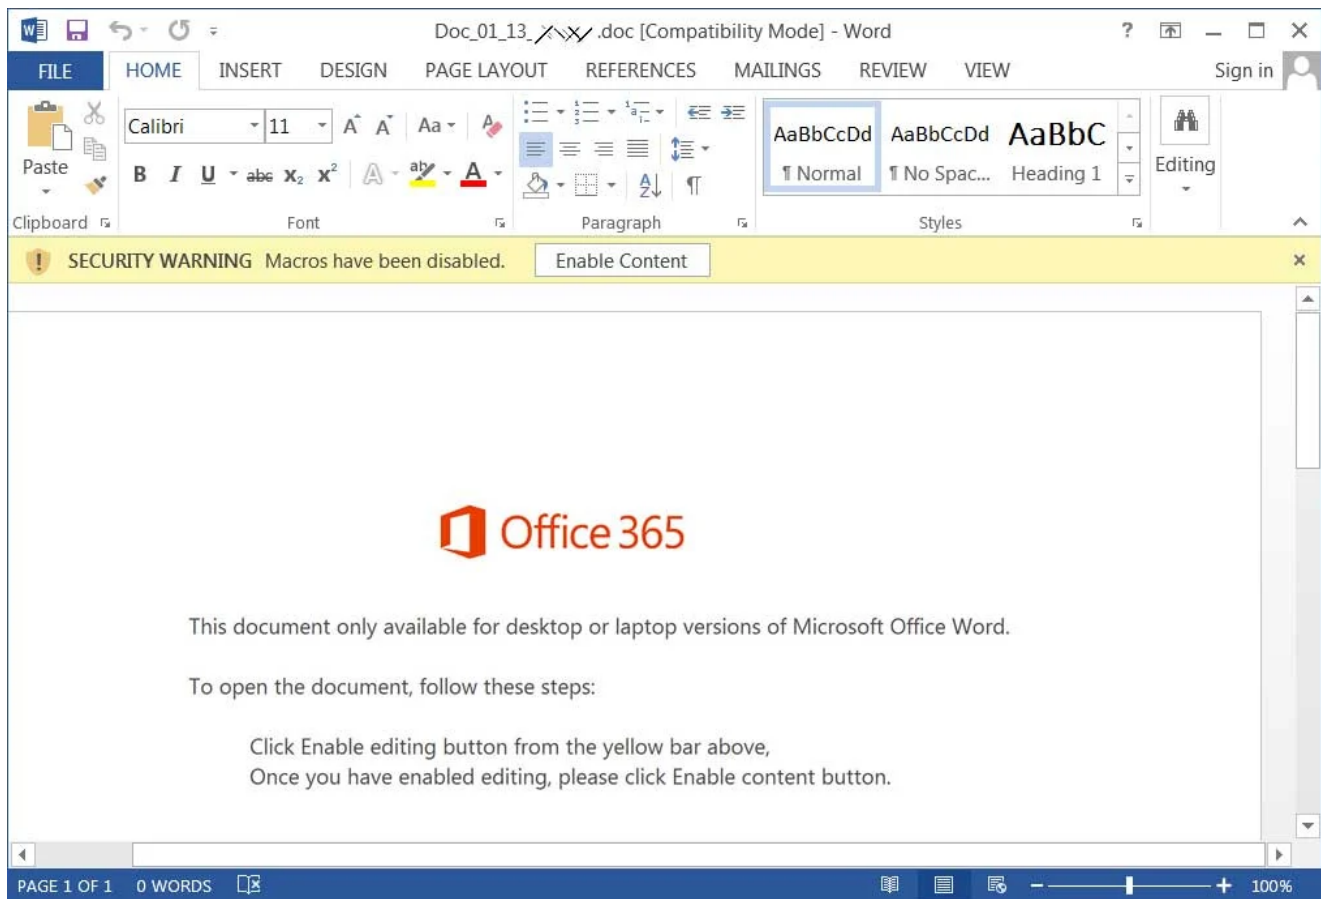 Doc_01_13_ .doc [Compatibility Mode] - Word
?
FILE HOME INSERT DESIGN PAGE LAYOUT REFERENCES MAILINGS REVIEW VIEW Sign in
Paste
Calibri 11 A A Aa
B I U abc X₂ X² A aby A
AaBbCcDd AaBbCcDd AaBbC
¶ Normal ¶ No Spac... Heading 1
Editing
Clipboard Font Paragraph Styles
SECURITY WARNING Macros have been disabled. Enable Content
Office 365
This document only available for desktop or laptop versions of Microsoft Office Word.
To open the document, follow these steps:
Click Enable editing button from the yellow bar above,
Once you have enabled editing, please click Enable content button.
PAGE 1 OF 1 0 WORDS 100%